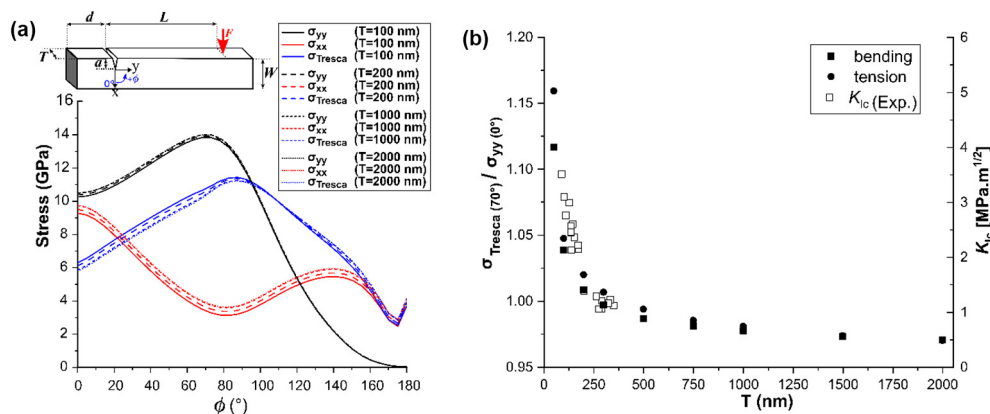 (a)
d
L
F
T
a
y
0°
+ϕ
x
W
σyy (T=100 nm)
σxx (T=100 nm)
σTresca (T=100 nm)
σyy (T=200 nm)
σxx (T=200 nm)
σTresca (T=200 nm)
σyy (T=1000 nm)
σxx (T=1000 nm)
σTresca (T=1000 nm)
σyy (T=2000 nm)
σxx (T=2000 nm)
σTresca (T=2000 nm)
16
14
12
10
8
6
4
2
0
Stress (GPa)
0 20 40 60 80 100 120 140 160 180
ϕ (°)
(b)
1.20
1.15
1.10
1.05
1.00
0.95
σTresca (70°) / σyy (0°)
bending
tension
KIc (Exp.)
6
5
4
3
2
1
0
KIc [MPa.m1/2]
0 250 500 750 1000 1250 1500 1750 2000
T (nm)